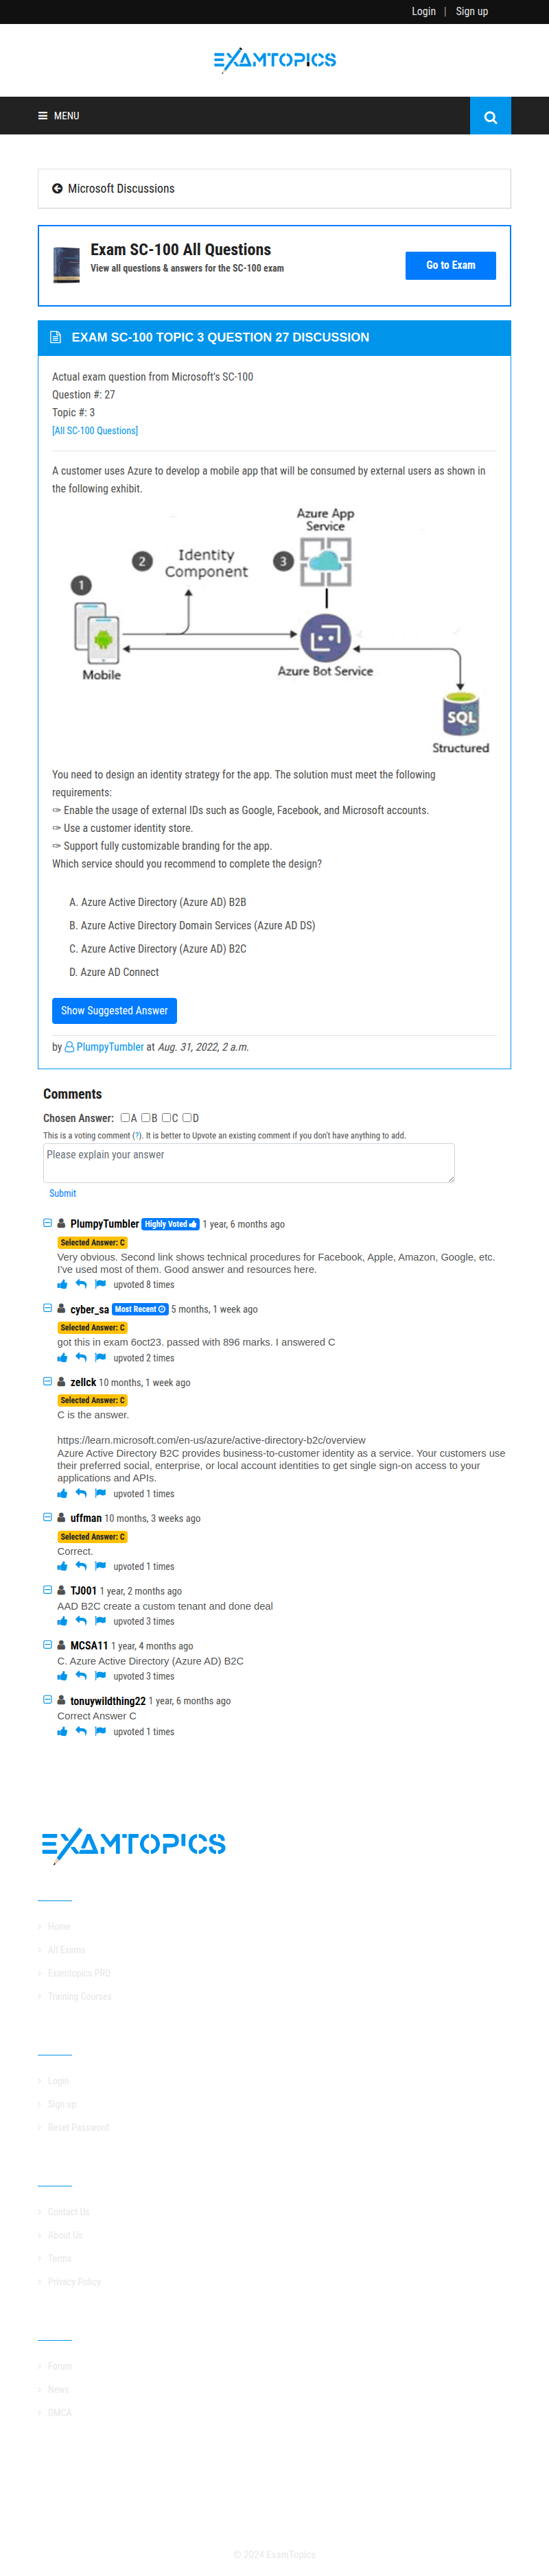 Login | Sign up
EXAMTOPICS
MENU
Microsoft Discussions
Exam SC-100 All Questions
View all questions & answers for the SC-100 exam
Go to Exam
EXAM SC-100 TOPIC 3 QUESTION 27 DISCUSSION
Actual exam question from Microsoft's SC-100
Question #: 27
Topic #: 3
[All SC-100 Questions]
A customer uses Azure to develop a mobile app that will be consumed by external users as shown in
the following exhibit.
Azure App
Service
2 Identity
Component
3
1
Mobile
Azure Bot Service
SQL
Structured
You need to design an identity strategy for the app. The solution must meet the following
requirements:
✑ Enable the usage of external IDs such as Google, Facebook, and Microsoft accounts.
✑ Use a customer identity store.
✑ Support fully customizable branding for the app.
Which service should you recommend to complete the design?
A. Azure Active Directory (Azure AD) B2B
B. Azure Active Directory Domain Services (Azure AD DS)
C. Azure Active Directory (Azure AD) B2C
D. Azure AD Connect
Show Suggested Answer
by PlumpyTumbler at Aug. 31, 2022, 2 a.m.
Comments
Chosen Answer: A B C D
This is a voting comment (?). It is better to Upvote an existing comment if you don't have anything to add.
Please explain your answer
Submit
PlumpyTumbler Highly Voted 1 year, 6 months ago
Selected Answer: C
Very obvious. Second link shows technical procedures for Facebook, Apple, Amazon, Google, etc.
I've used most of them. Good answer and resources here.
upvoted 8 times
cyber_sa Most Recent 5 months, 1 week ago
Selected Answer: C
got this in exam 6oct23. passed with 896 marks. I answered C
upvoted 2 times
zellck 10 months, 1 week ago
Selected Answer: C
C is the answer.
https://learn.microsoft.com/en-us/azure/active-directory-b2c/overview
Azure Active Directory B2C provides business-to-customer identity as a service. Your customers use
their preferred social, enterprise, or local account identities to get single sign-on access to your
applications and APIs.
upvoted 1 times
uffman 10 months, 3 weeks ago
Selected Answer: C
Correct.
upvoted 1 times
TJ001 1 year, 2 months ago
AAD B2C create a custom tenant and done deal
upvoted 3 times
MCSA11 1 year, 4 months ago
C. Azure Active Directory (Azure AD) B2C
upvoted 3 times
tonuywildthing22 1 year, 6 months ago
Correct Answer C
upvoted 1 times
EXAMTOPICS
Home
All Exams
Examtopics PRO
Training Courses
Login
Sign up
Reset Password
Contact Us
About Us
Terms
Privacy Policy
Forum
News
DMCA
© 2024 ExamTopics